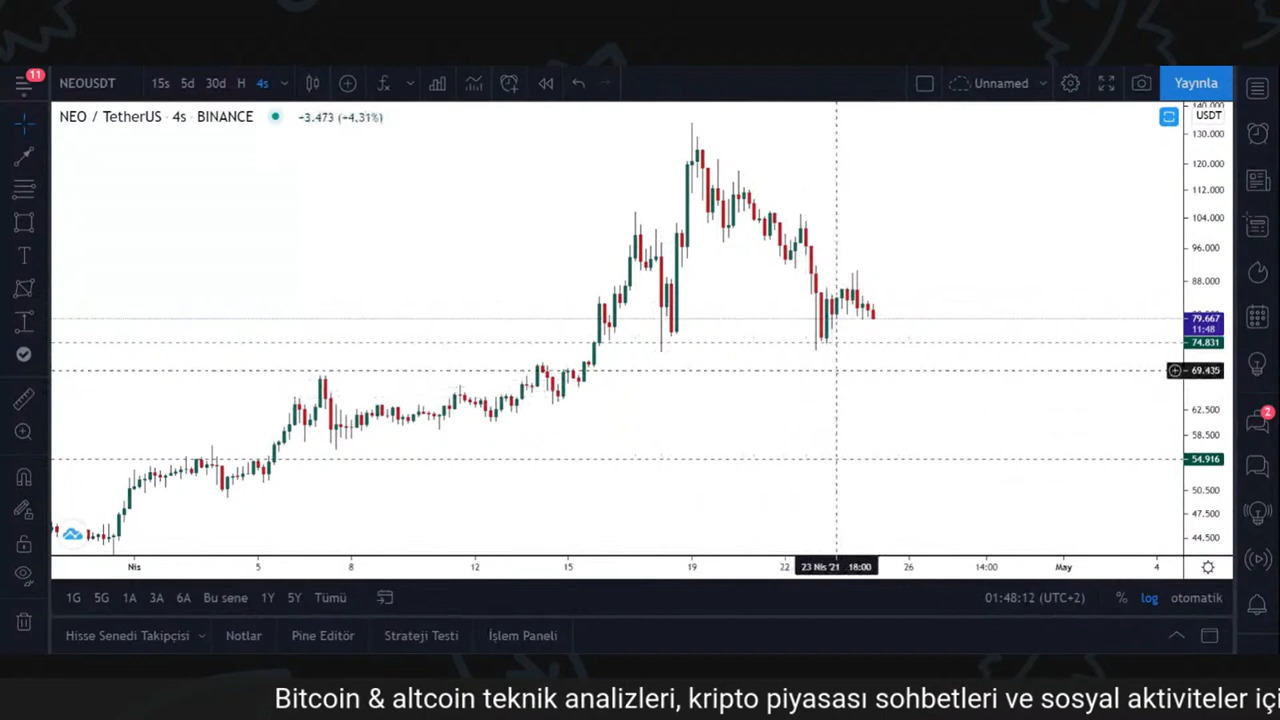 11
NEOUSDT 15s 5d 30d H 4s Unnamed Yayınla
NEO / TetherUS · 4s · BINANCE −3.473 (−4.31%)
USDT
140.000
130.000
120.000
112.000
104.000
96.000
88.000
79.667
11:48
74.831
69.435
62.500
58.500
54.916
50.500
47.500
44.500
2
Nis 5 8 12 15 19 22 23 Nis '21 18:00 26 14:00 May 4
1G 5G 1A 3A 6A Bu sene 1Y 5Y Tümü 01:48:12 (UTC+2) % log otomatik
Hisse Senedi Takipçisi Notlar Pine Editör Strateji Testi İşlem Paneli
Bitcoin & altcoin teknik analizleri, kripto piyasası sohbetleri ve sosyal aktiviteler içi